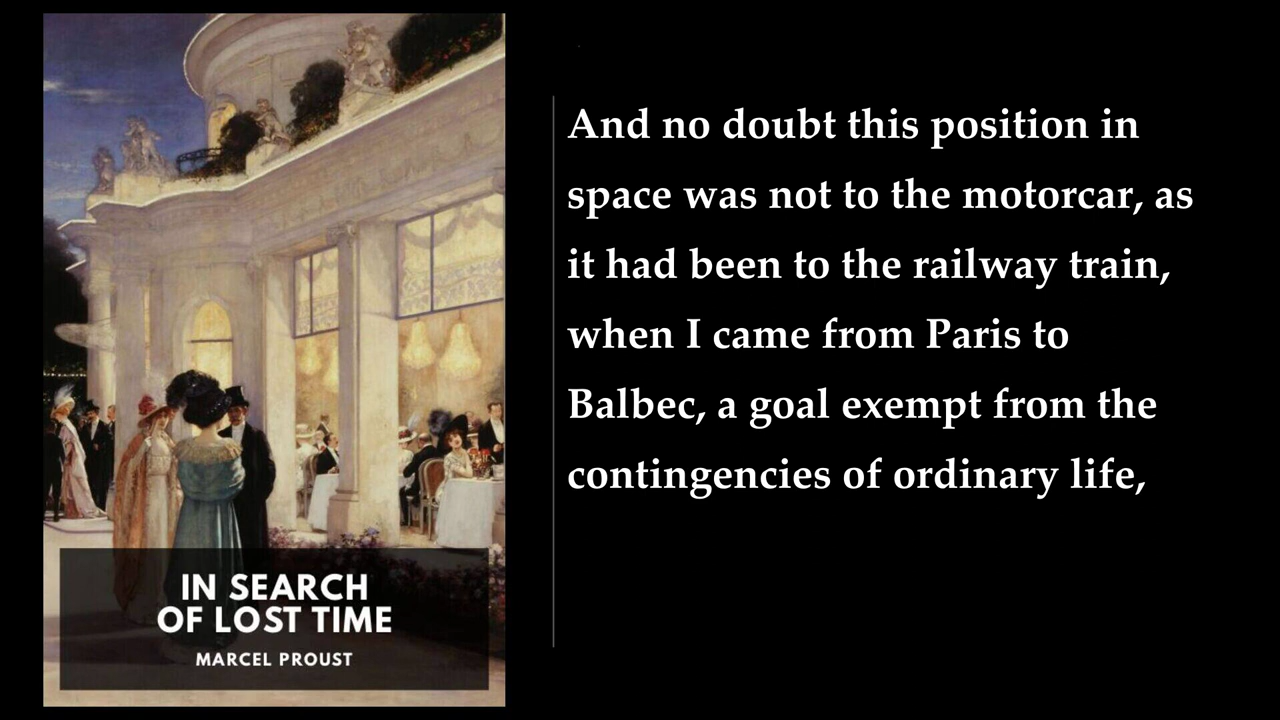 IN SEARCH
OF LOST TIME
MARCEL PROUST
And no doubt this position in
space was not to the motorcar, as
it had been to the railway train,
when I came from Paris to
Balbec, a goal exempt from the
contingencies of ordinary life,